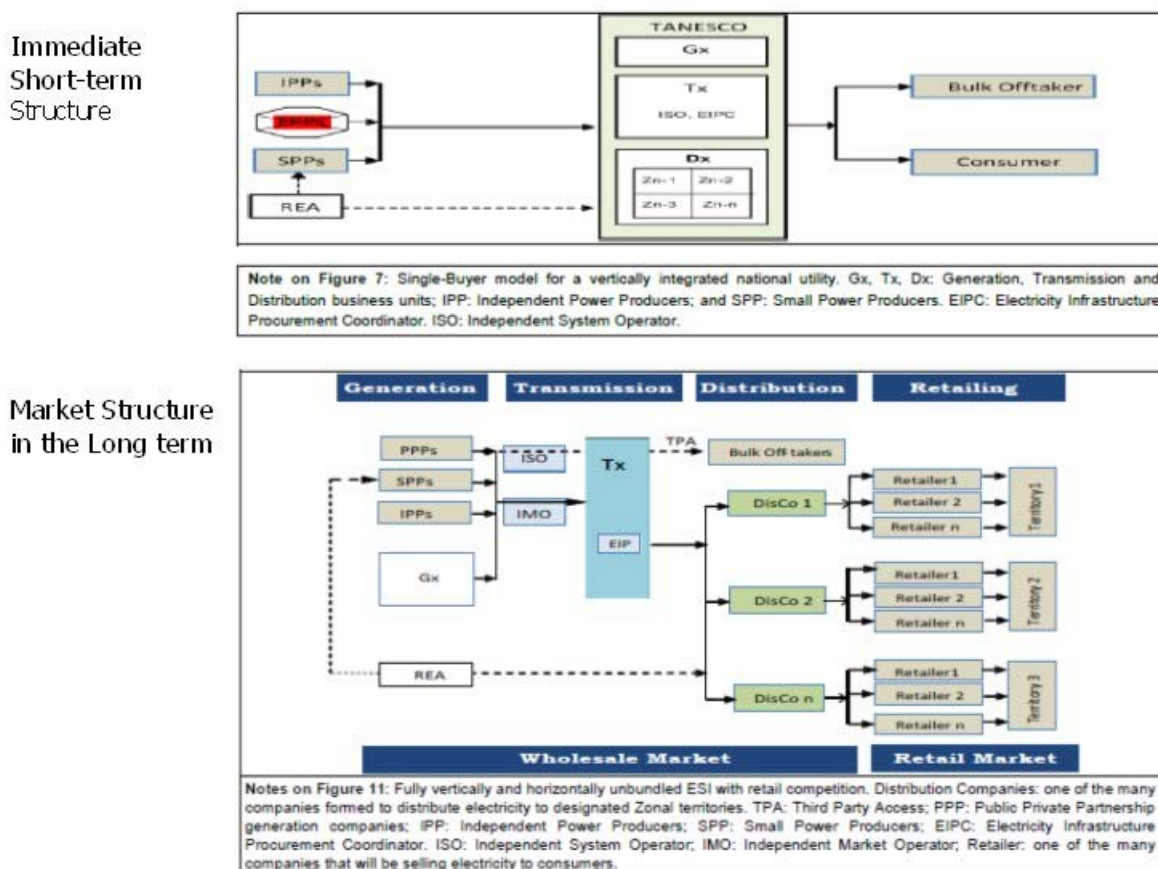 Immediate
Short-term
Structure
TANESCO
Gx
IPPs
Tx
ISO, EIPC
Bulk Offtaker
SPPs
Dx
Consumer
Zn-1 Zn-2
Zn-3 Zn-n
REA
Note on Figure 7: Single-Buyer model for a vertically integrated national utility. Gx, Tx, Dx: Generation, Transmission and
Distribution business units; IPP: Independent Power Producers; and SPP: Small Power Producers. EIPC: Electricity Infrastructure
Procurement Coordinator. ISO: Independent System Operator.
Market Structure
in the Long term
Generation Transmission Distribution Retailing
PPPs
ISO
Tx
TPA
Bulk Off takers
SPPs
IPPs
IMO
EIP
Gx
REA
DisCo 1
Retailer1
Retailer 2
Retailer n
Territory1
DisCo 2
Retailer1
Retailer 2
Retailer n
Territory 2
DisCo n
Retailer1
Retailer 2
Retailer n
Territory 3
Wholesale Market Retail Market
Notes on Figure 11: Fully vertically and horizontally unbundled ESI with retail competition. Distribution Companies: one of the many
companies formed to distribute electricity to designated Zonal territories. TPA: Third Party Access; PPP: Public Private Partnership
generation companies; IPP: Independent Power Producers; SPP: Small Power Producers; EIPC: Electricity Infrastructure
Procurement Coordinator. ISO: Independent System Operator; IMO: Independent Market Operator; Retailer: one of the many
companies that will be selling electricity to consumers.